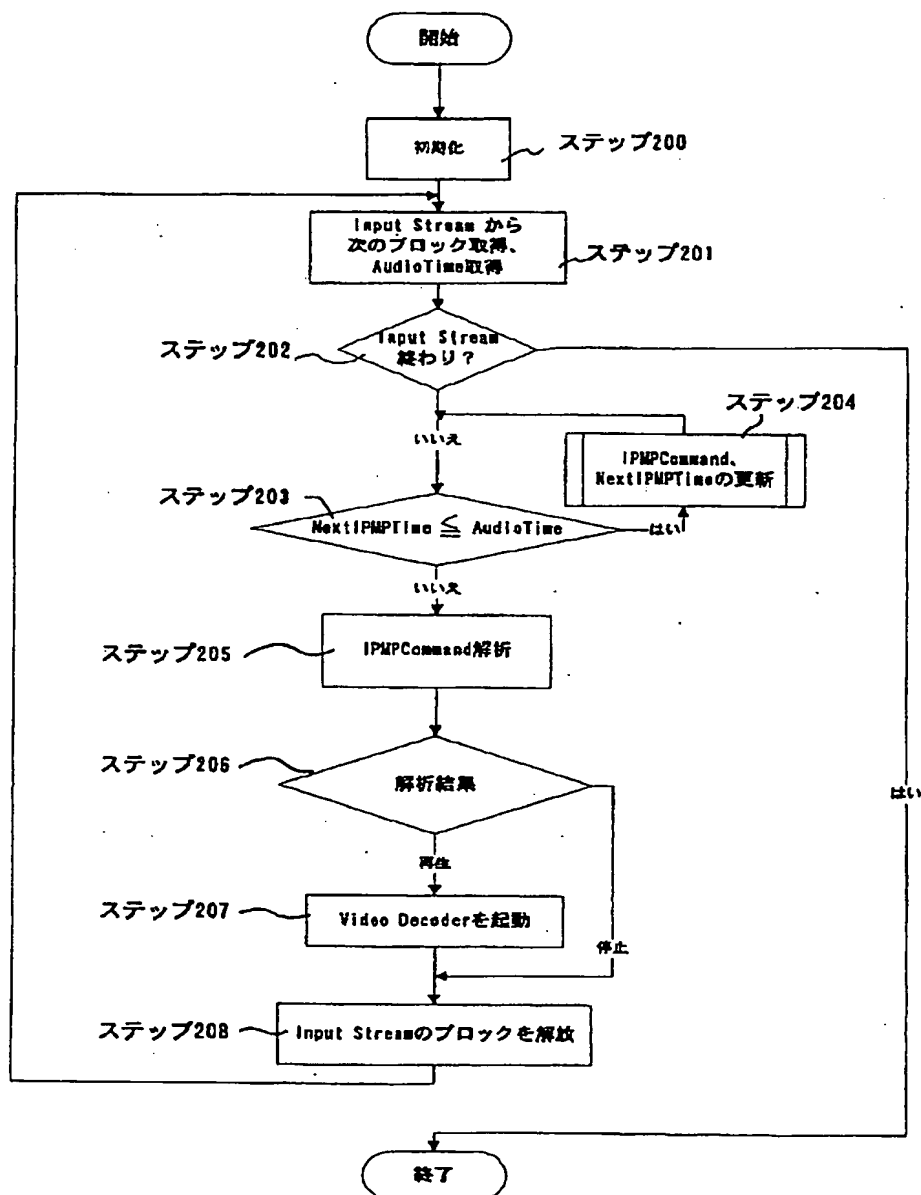 開始
初期化
ステップ200
Input Stream から
次のブロック取得、
AudioTime取得
ステップ201
Input Stream
終わり?
ステップ202
ステップ204
IPMPCommand、
NextIPMPTimeの更新
いいえ
ステップ203
NextIPMPTime ≦ AudioTime
はい
いいえ
ステップ205
IPMPCommand解析
ステップ206
解析結果
はい
再生
ステップ207
Video Decoderを起動
停止
ステップ208
Input Streamのブロックを解放
終了